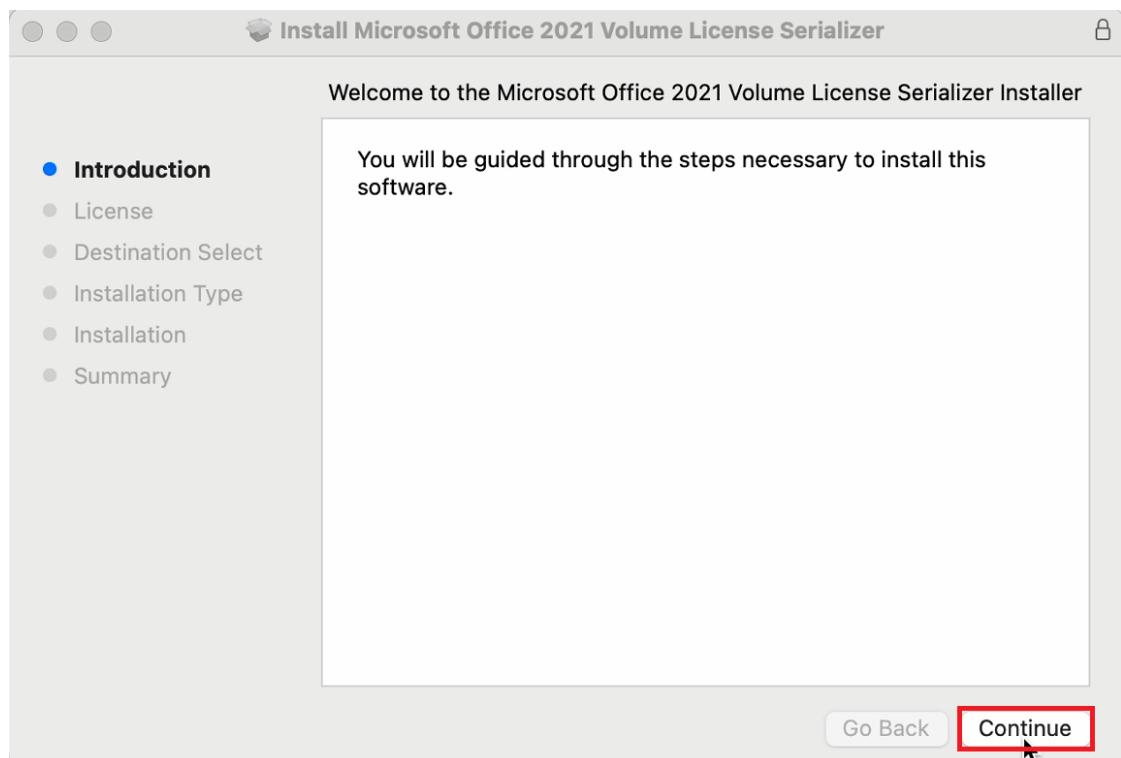 Install Microsoft Office 2021 Volume License Serializer
Welcome to the Microsoft Office 2021 Volume License Serializer Installer
Introduction
License
Destination Select
Installation Type
Installation
Summary
You will be guided through the steps necessary to install this
software.
Go Back
Continue